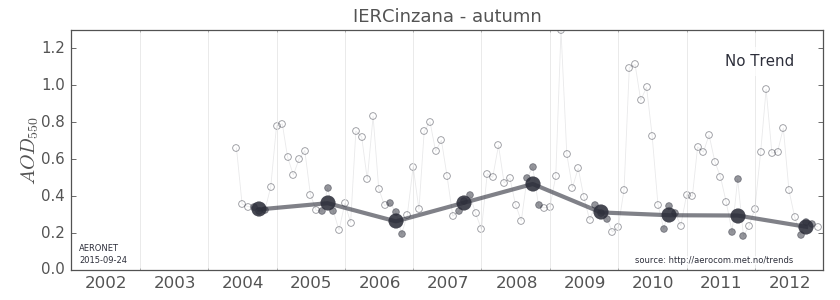 IERCinzana - autumn
No Trend
AOD550
1.2
1.0
0.8
0.6
0.4
0.2
0.0
AERONET
2015-09-24
source: http://aerocom.met.no/trends
2002 2003 2004 2005 2006 2007 2008 2009 2010 2011 2012